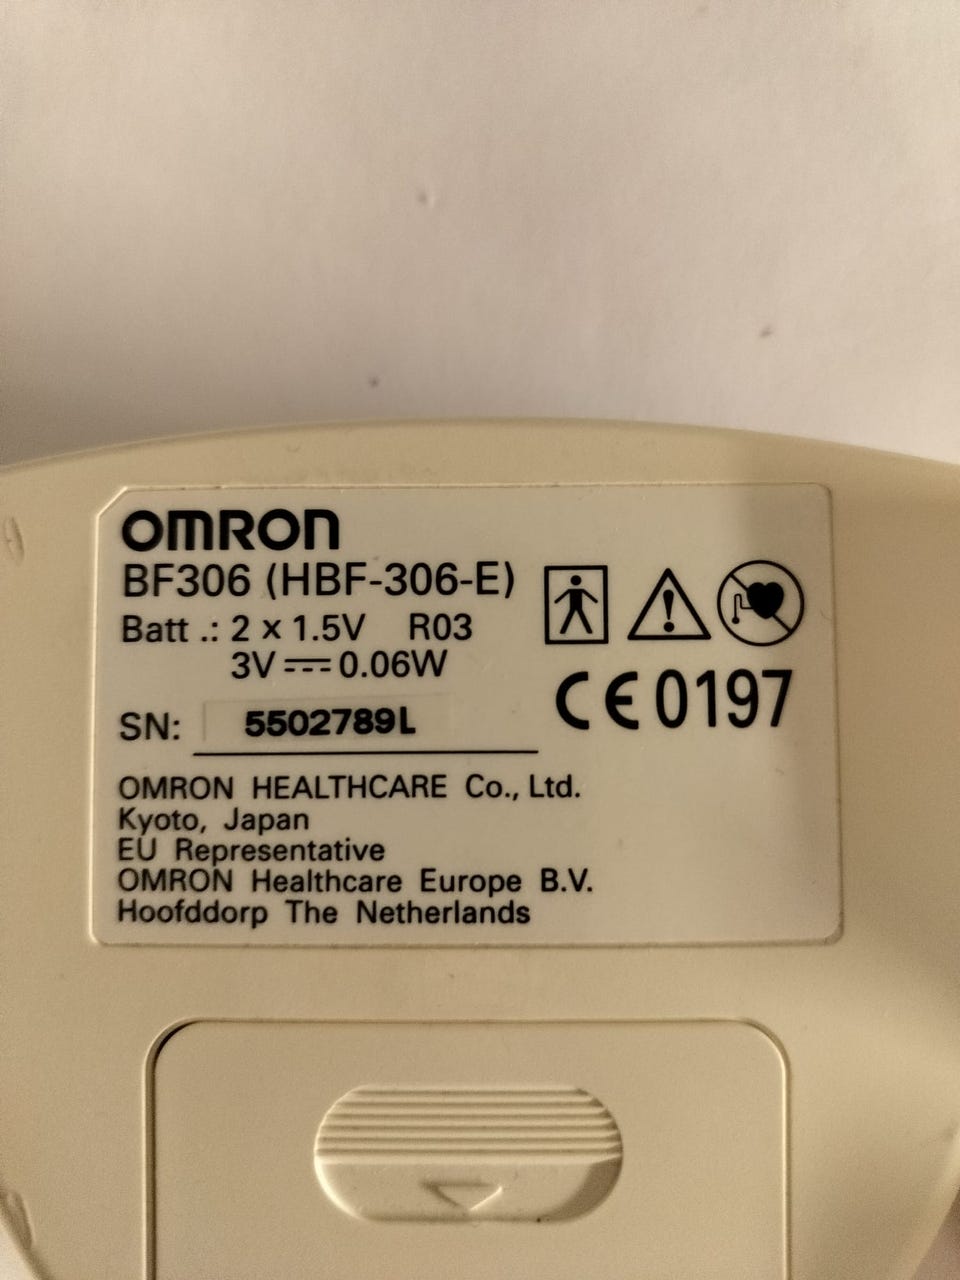 OMRON
BF306 (HBF-306-E)
Batt .: 2 x 1.5V R03
3V 0.06W
CE 0197
SN: 5502789L
OMRON HEALTHCARE Co., Ltd.
Kyoto, Japan
EU Representative
OMRON Healthcare Europe B.V.
Hoofddorp The Netherlands